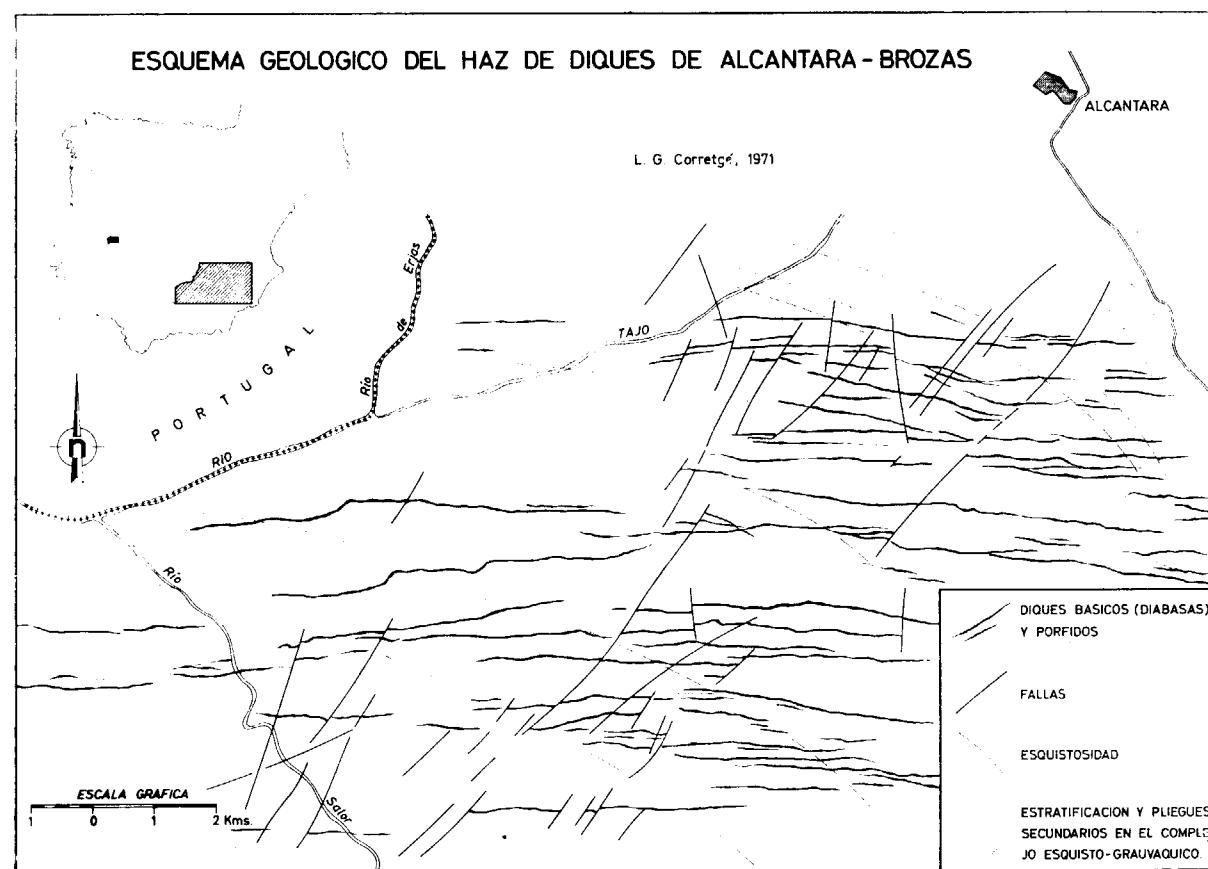 ESQUEMA GEOLOGICO DEL HAZ DE DIQUES DE ALCANTARA - BROZAS
ALCANTARA
L. G. Corretgé, 1971
Erjas
de
Río
TAJO
PORTUGAL
RIO
n
Río
Salor
ESCALA GRAFICA
1 0 1 2 Kms.
DIQUES BASICOS (DIABASAS)
Y PORFIDOS
FALLAS
ESQUISTOSIDAD
ESTRATIFICACION Y PLIEGUES
SECUNDARIOS EN EL COMPLE
JO ESQUISTO-GRAUVAQUICO.